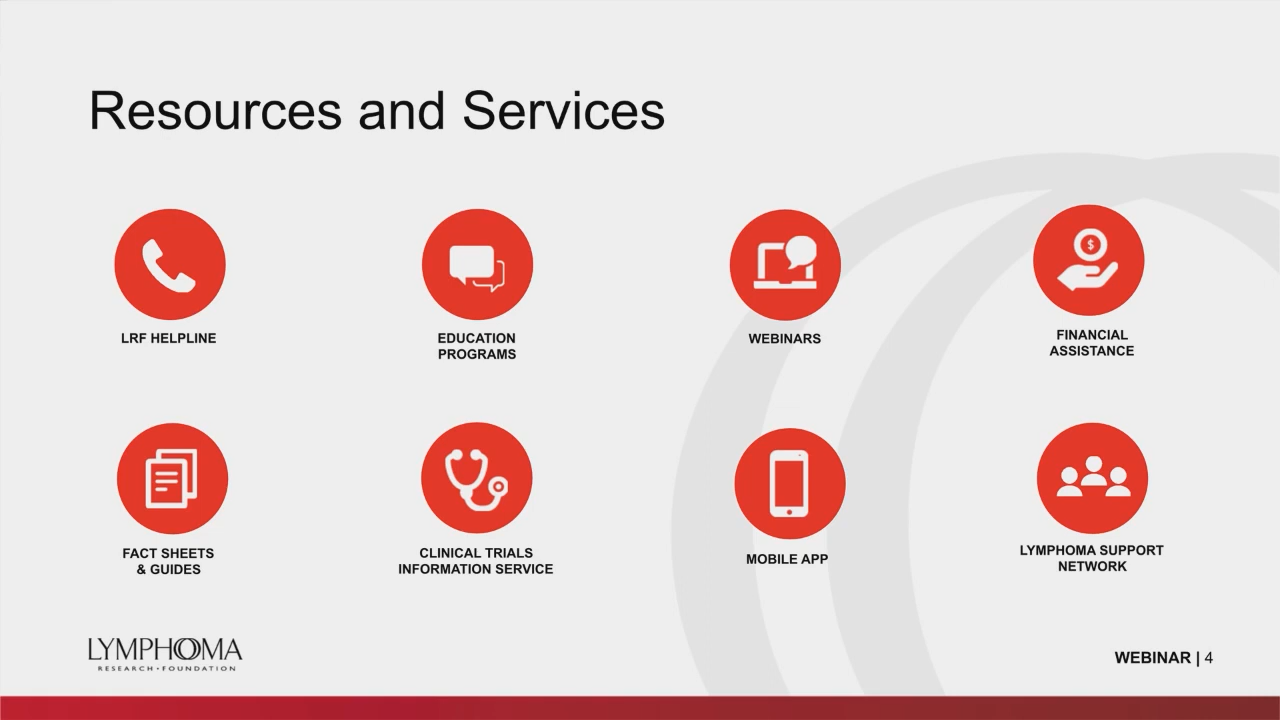 Resources and Services
$
LRF HELPLINE
EDUCATION
PROGRAMS
WEBINARS
FINANCIAL
ASSISTANCE
FACT SHEETS
& GUIDES
CLINICAL TRIALS
INFORMATION SERVICE
MOBILE APP
LYMPHOMA SUPPORT
NETWORK
LYMPHOMA
RESEARCH • FOUNDATION
WEBINAR | 4